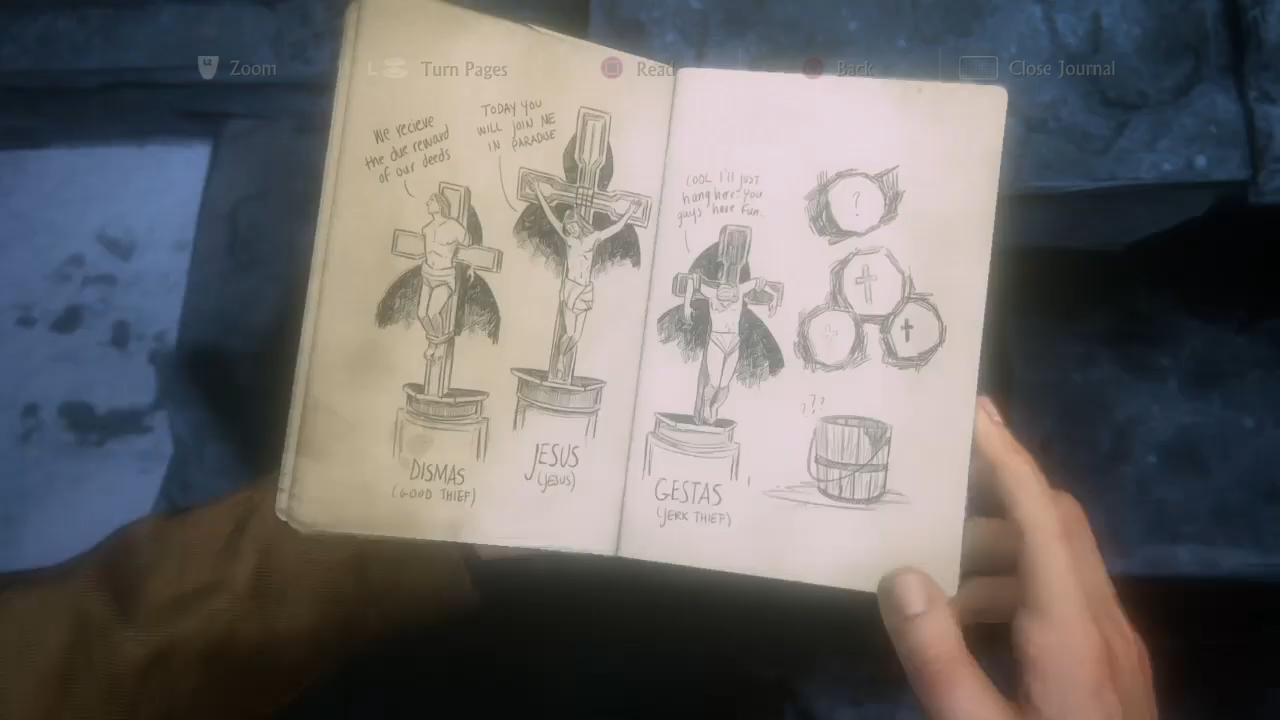 L2 Zoom
L Turn Pages
Read
Back
Close Journal
We recieve
the due reward
of our deeds
TODAY YOU
WILL JOIN ME
IN PARADISE
DISMAS
(GOOD THIEF)
JESUS
(JESUS)
COOL I'll JUST
hang here. you
guys have fun.
GESTAS
(JERK THIEF)
?
???